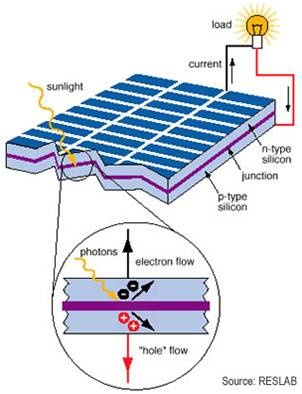 load
current
sunlight
n-type
silicon
junction
p-type
silicon
photons
electron flow
"hole" flow
Source: RESLAB